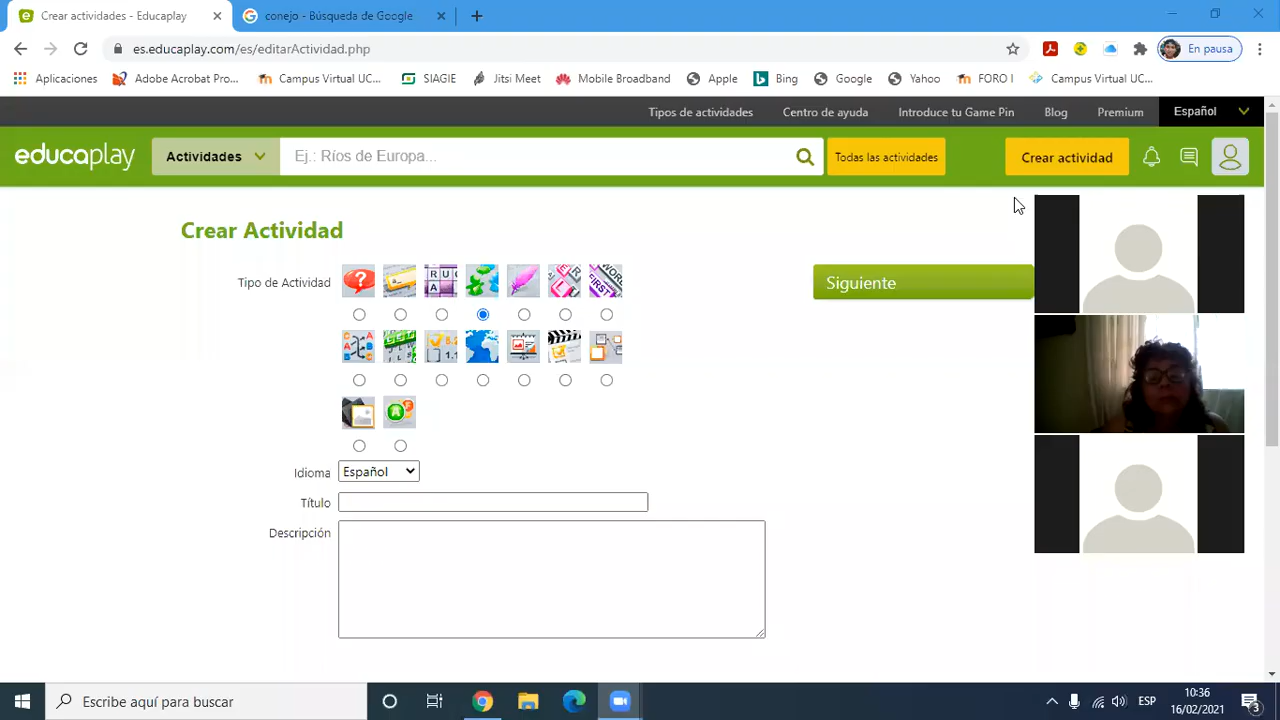 Crear actividades - Educaplay
conejo - Búsqueda de Google
es.educaplay.com/es/editarActividad.php
En pausa
Aplicaciones
Adobe Acrobat Pro...
Campus Virtual UC...
SIAGIE
Jitsi Meet
Mobile Broadband
Apple
Bing
Google
Yahoo
FORO I
Campus Virtual UC...
Tipos de actividades
Centro de ayuda
Introduce tu Game Pin
Blog
Premium
Español
educaplay
Actividades
Ej.: Ríos de Europa...
Todas las actividades
Crear actividad
Crear Actividad
Tipo de Actividad
Siguiente
Idioma
Español
Título
Descripción
Escribe aquí para buscar
ESP
10:36
16/02/2021
3